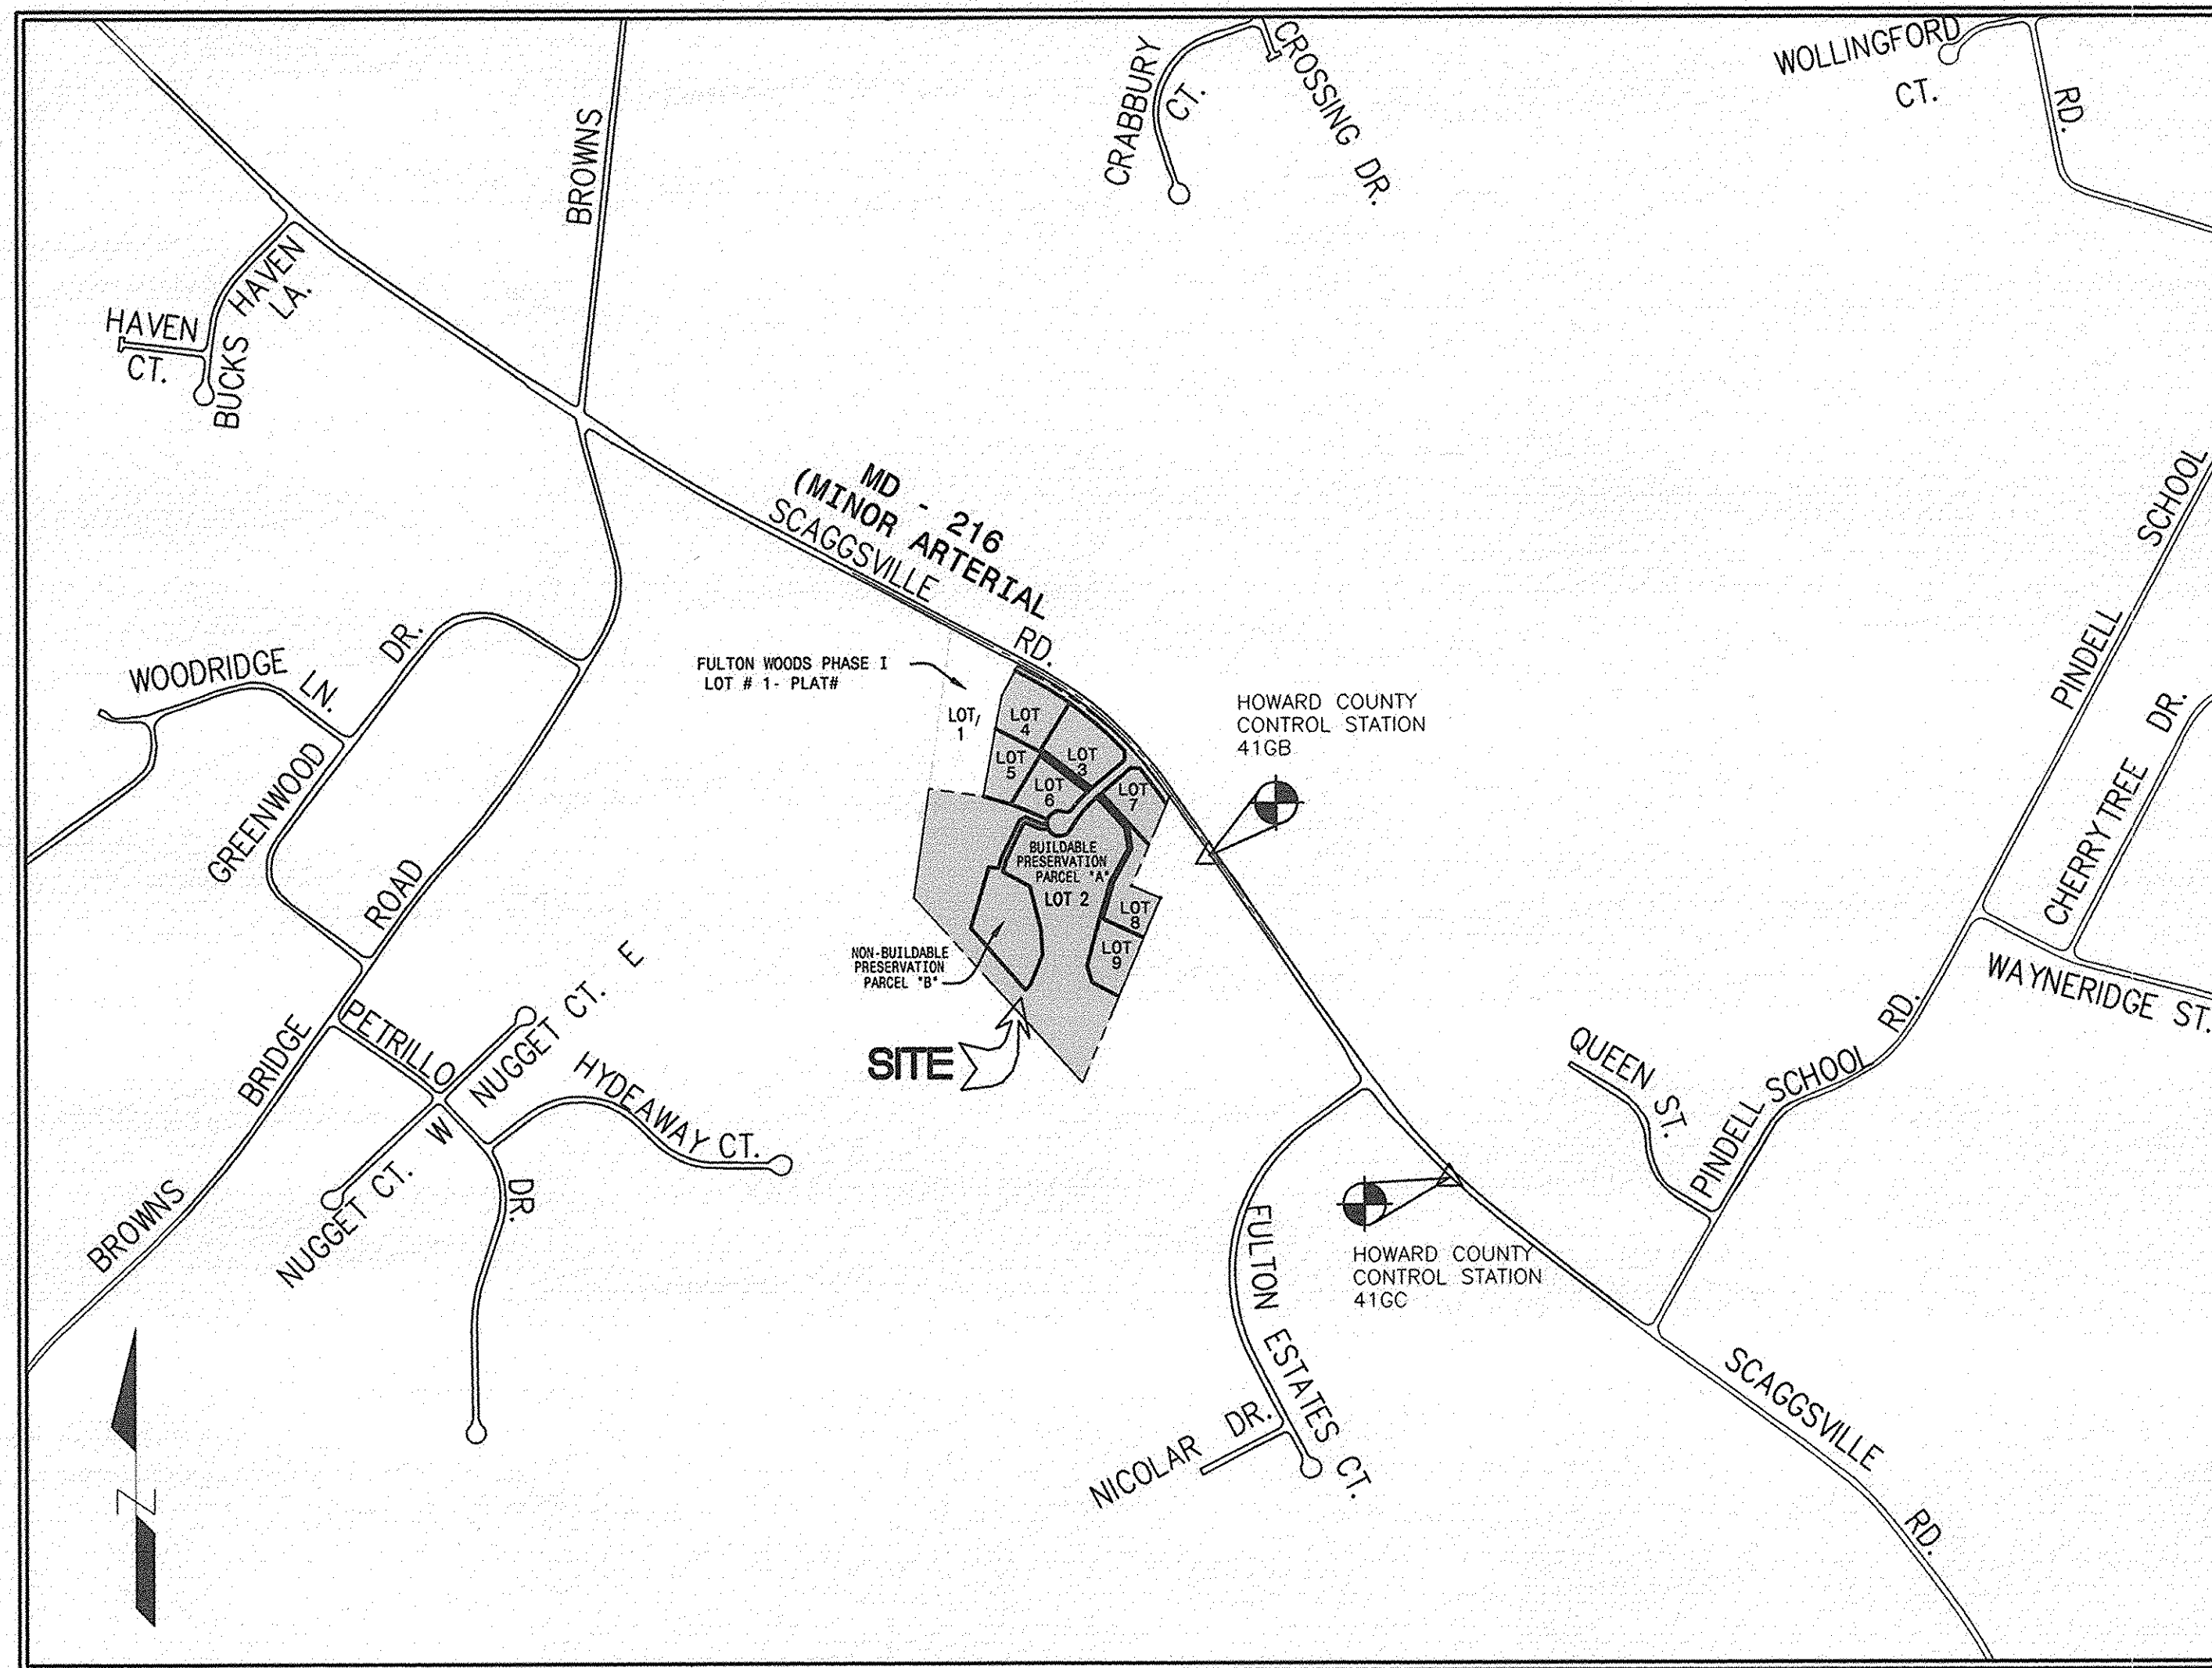 CRABBURY
CT.
CROSSING DR.
WOLLINGFORD
CT.
RD.
BROWNS
HAVEN
LA.
HAVEN
CT.
BUCKS
MD - 216
(MINOR ARTERIAL
SCAGGSVILLE
RD.
PINDELL SCHOOL
CHERRYTREE DR.
WAYNERIDGE ST.
RD.
PINDELL SCHOOL
QUEEN
ST.
WOODRIDGE
LN.
GREENWOOD
DR.
ROAD
BRIDGE
BROWNS
PETRILLO
DR.
NUGGET CT. E
NUGGET CT. W
HYDEAWAY CT.
FULTON WOODS PHASE I
LOT # 1- PLAT#
LOT
1
LOT
4
LOT
3
LOT
5
LOT
6
LOT
7
BUILDABLE
PRESERVATION
PARCEL "A"
LOT 2
LOT
8
LOT
9
NON-BUILDABLE
PRESERVATION
PARCEL "B"
SITE
HOWARD COUNTY
CONTROL STATION
41GB
HOWARD COUNTY
CONTROL STATION
41GC
FULTON ESTATES CT.
NICOLAR DR.
SCAGGSVILLE
RD.
N